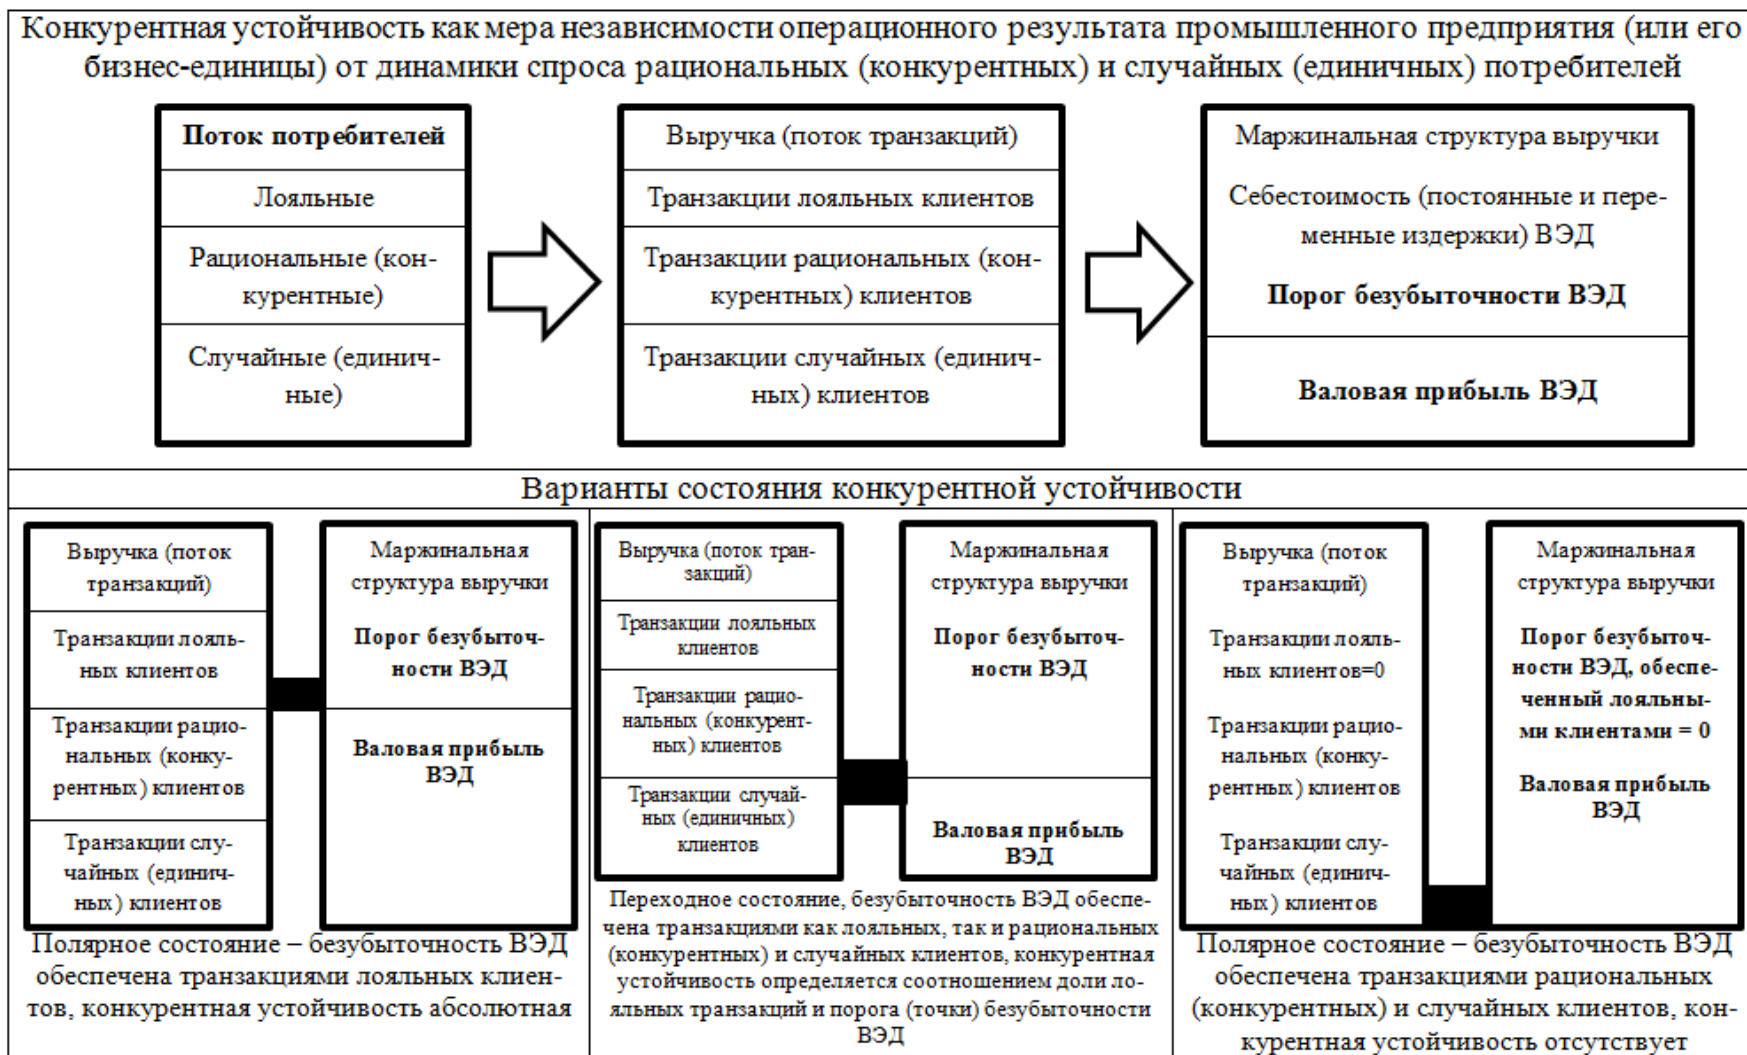 Конкурентная устойчивость как мера независимости операционного результата промышленного предприятия (или его
бизнес-единицы) от динамики спроса рациональных (конкурентных) и случайных (единичных) потребителей
Поток потребителей
Лояльные
Рациональные (кон-
курентные)
Случайные (единич-
ные)
Выручка (поток транзакций)
Транзакции лояльных клиентов
Транзакции рациональных (кон-
курентных) клиентов
Транзакции случайных (единич-
ных) клиентов
Маржинальная структура выручки
Себестоимость (постоянные и пере-
менные издержки) ВЭД
Порог безубыточности ВЭД
Валовая прибыль ВЭД
Варианты состояния конкурентной устойчивости
Выручка (поток
транзакций)
Транзакции лояль-
ных клиентов
Транзакции рацио-
нальных (конку-
рентных) клиентов
Транзакции слу-
чайных (единич-
ных) клиентов
Маржинальная
структура выручки
Порог безубыточ-
ности ВЭД
Валовая прибыль
ВЭД
Полярное состояние – безубыточность ВЭД
обеспечена транзакциями лояльных клиен-
тов, конкурентная устойчивость абсолютная
Выручка (поток тран-
закций)
Транзакции лояльных
клиентов
Транзакции рацио-
нальных (конкурент-
ных) клиентов
Транзакции случай-
ных (единичных)
клиентов
Маржинальная
структура выручки
Порог безубыточ-
ности ВЭД
Валовая прибыль
ВЭД
Переходное состояние, безубыточность ВЭД обеспе-
чена транзакциями как лояльных, так и рациональных
(конкурентных) и случайных клиентов, конкурентная
устойчивость определяется соотношением доли ло-
яльных транзакций и порога (точки) безубыточности
ВЭД
Выручка (поток
транзакций)
Транзакции лояль-
ных клиентов=0
Транзакции рацио-
нальных (конку-
рентных) клиентов
Транзакции слу-
чайных (единич-
ных) клиентов
Маржинальная
структура выручки
Порог безубыточ-
ности ВЭД, обеспе-
ченный лояльны-
ми клиентами = 0
Валовая прибыль
ВЭД
Полярное состояние – безубыточность ВЭД
обеспечена транзакциями рациональных
(конкурентных) и случайных клиентов, кон-
курентная устойчивость отсутствует